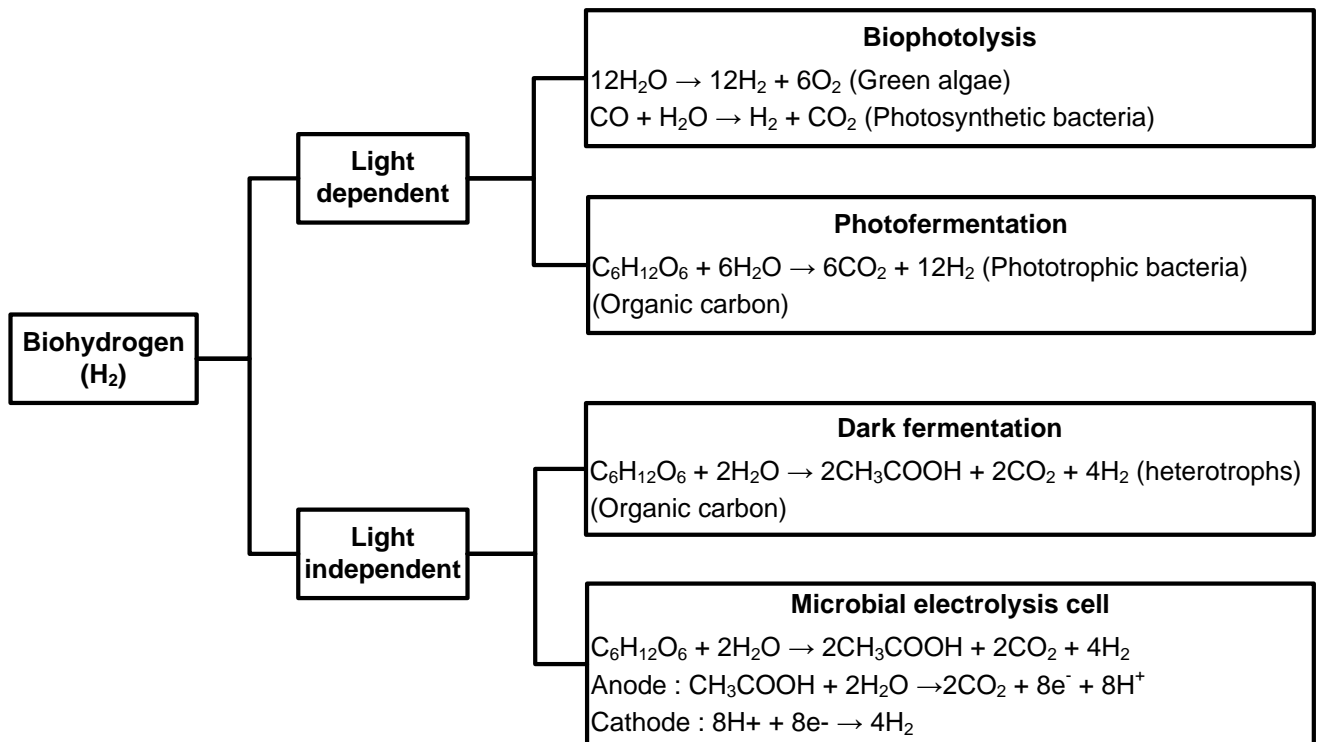 Biophotolysis
12H₂O → 12H₂ + 6O₂ (Green algae)
CO + H₂O → H₂ + CO₂ (Photosynthetic bacteria)
Light
dependent
Photofermentation
C₆H₁₂O₆ + 6H₂O → 6CO₂ + 12H₂ (Phototrophic bacteria)
(Organic carbon)
Biohydrogen
(H₂)
Dark fermentation
C₆H₁₂O₆ + 2H₂O → 2CH₃COOH + 2CO₂ + 4H₂ (heterotrophs)
(Organic carbon)
Light
independent
Microbial electrolysis cell
C₆H₁₂O₆ + 2H₂O → 2CH₃COOH + 2CO₂ + 4H₂
Anode : CH₃COOH + 2H₂O →2CO₂ + 8e⁻ + 8H⁺
Cathode : 8H+ + 8e- → 4H₂